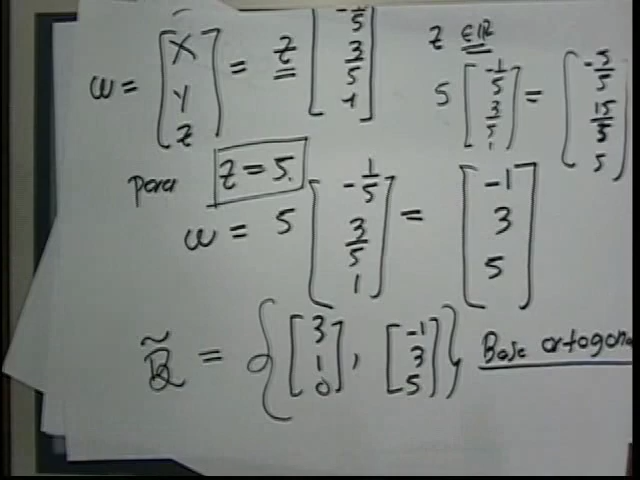 ω = [x y z] = z [-1/5 3/5 1] z ∈ ℝ
5 [-1/5 3/5 1] = [-5/5 15/5 5]
para z = 5.
ω = 5 [-1/5 3/5 1] = [-1 3 5]
B̃ = { [3 1 0], [-1 3 5] } Base ortogona